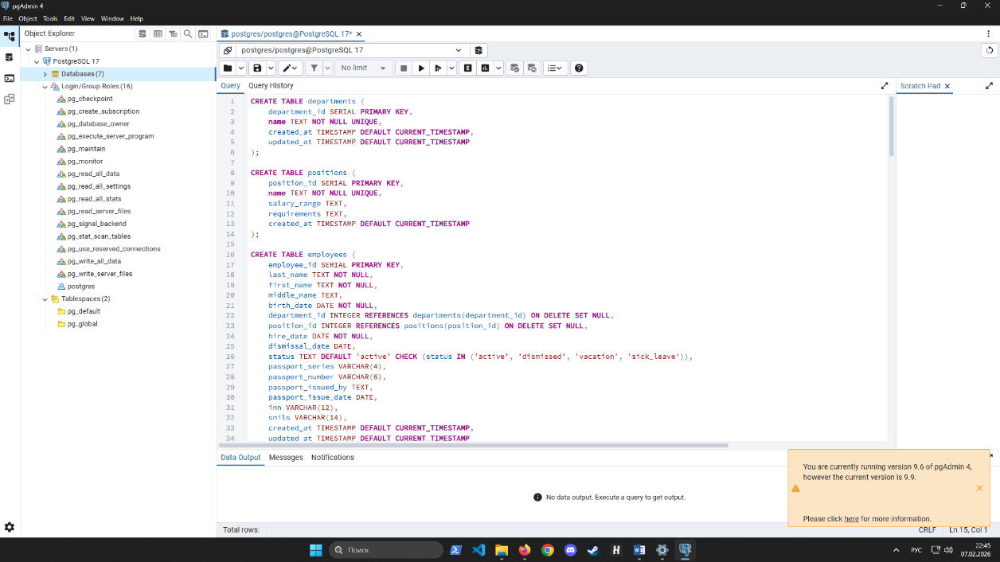 pgAdmin 4
File Object Tools Edit View Window Help
Object Explorer
postgres/postgres@PostgreSQL 17*
Servers (1)
PostgreSQL 17
Databases (7)
Login/Group Roles (16)
pg_checkpoint
pg_create_subscription
pg_database_owner
pg_execute_server_program
pg_maintain
pg_monitor
pg_read_all_data
pg_read_all_settings
pg_read_all_stats
pg_read_server_files
pg_signal_backend
pg_stat_scan_tables
pg_use_reserved_connections
pg_write_all_data
pg_write_server_files
postgres
Tablespaces (2)
pg_default
pg_global
postgres/postgres@PostgreSQL 17
No limit
E
Query Query History
Scratch Pad
1 CREATE TABLE departments (
2 department_id SERIAL PRIMARY KEY,
3 name TEXT NOT NULL UNIQUE,
4 created_at TIMESTAMP DEFAULT CURRENT_TIMESTAMP,
5 updated_at TIMESTAMP DEFAULT CURRENT_TIMESTAMP
6 );
7
8 CREATE TABLE positions (
9 position_id SERIAL PRIMARY KEY,
10 name TEXT NOT NULL UNIQUE,
11 salary_range TEXT,
12 requirements TEXT,
13 created_at TIMESTAMP DEFAULT CURRENT_TIMESTAMP
14 );
15
16 CREATE TABLE employees (
17 employee_id SERIAL PRIMARY KEY,
18 last_name TEXT NOT NULL,
19 first_name TEXT NOT NULL,
20 middle_name TEXT,
21 birth_date DATE NOT NULL,
22 department_id INTEGER REFERENCES departments(department_id) ON DELETE SET NULL,
23 position_id INTEGER REFERENCES positions(position_id) ON DELETE SET NULL,
24 hire_date DATE NOT NULL,
25 dismissal_date DATE,
26 status TEXT DEFAULT 'active' CHECK (status IN ('active', 'dismissed', 'vacation', 'sick_leave')),
27 passport_series VARCHAR(4),
28 passport_number VARCHAR(6),
29 passport_issued_by TEXT,
30 passport_issue_date DATE,
31 inn VARCHAR(12),
32 snils VARCHAR(14),
33 created_at TIMESTAMP DEFAULT CURRENT_TIMESTAMP,
34 updated_at TIMESTAMP DEFAULT CURRENT_TIMESTAMP
Data Output Messages Notifications
No data output. Execute a query to get output.
You are currently running version 9.6 of pgAdmin 4,
however the current version is 9.9.
Please click here for more information.
Total rows:
CRLF Ln 15, Col 1
Поиск
РУС
22:45
07.02.2026